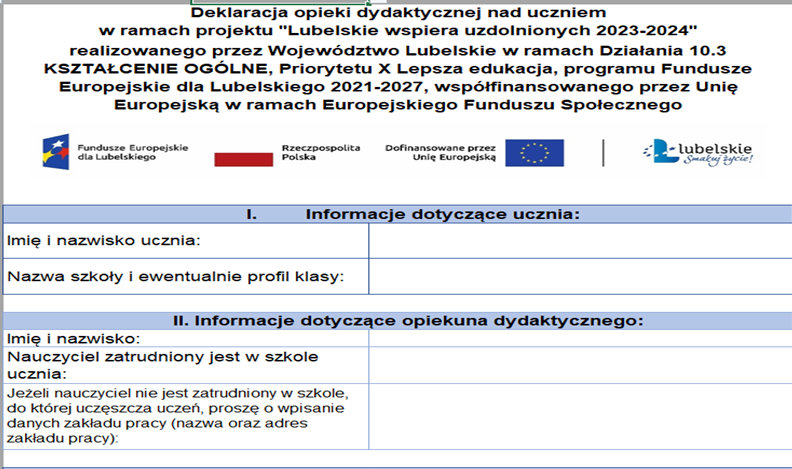 Deklaracja opieki dydaktycznej nad uczniem
w ramach projektu "Lubelskie wspiera uzdolnionych 2023-2024"
realizowanego przez Województwo Lubelskie w ramach Działania 10.3
KSZTAŁCENIE OGÓLNE, Priorytetu X Lepsza edukacja, programu Fundusze
Europejskie dla Lubelskiego 2021-2027, współfinansowanego przez Unię
Europejską w ramach Europejskiego Funduszu Społecznego
Fundusze Europejskie
dla Lubelskiego
Rzeczpospolita
Polska
Dofinansowane przez
Unię Europejską
lubelskie
Smakuj życie!
I. Informacje dotyczące ucznia:
Imię i nazwisko ucznia:
Nazwa szkoły i ewentualnie profil klasy:
II. Informacje dotyczące opiekuna dydaktycznego:
Imię i nazwisko:
Nauczyciel zatrudniony jest w szkole
ucznia:
Jeżeli nauczyciel nie jest zatrudniony w szkole,
do której uczęszcza uczeń, proszę o wpisanie
danych zakładu pracy (nazwa oraz adres
zakładu pracy):